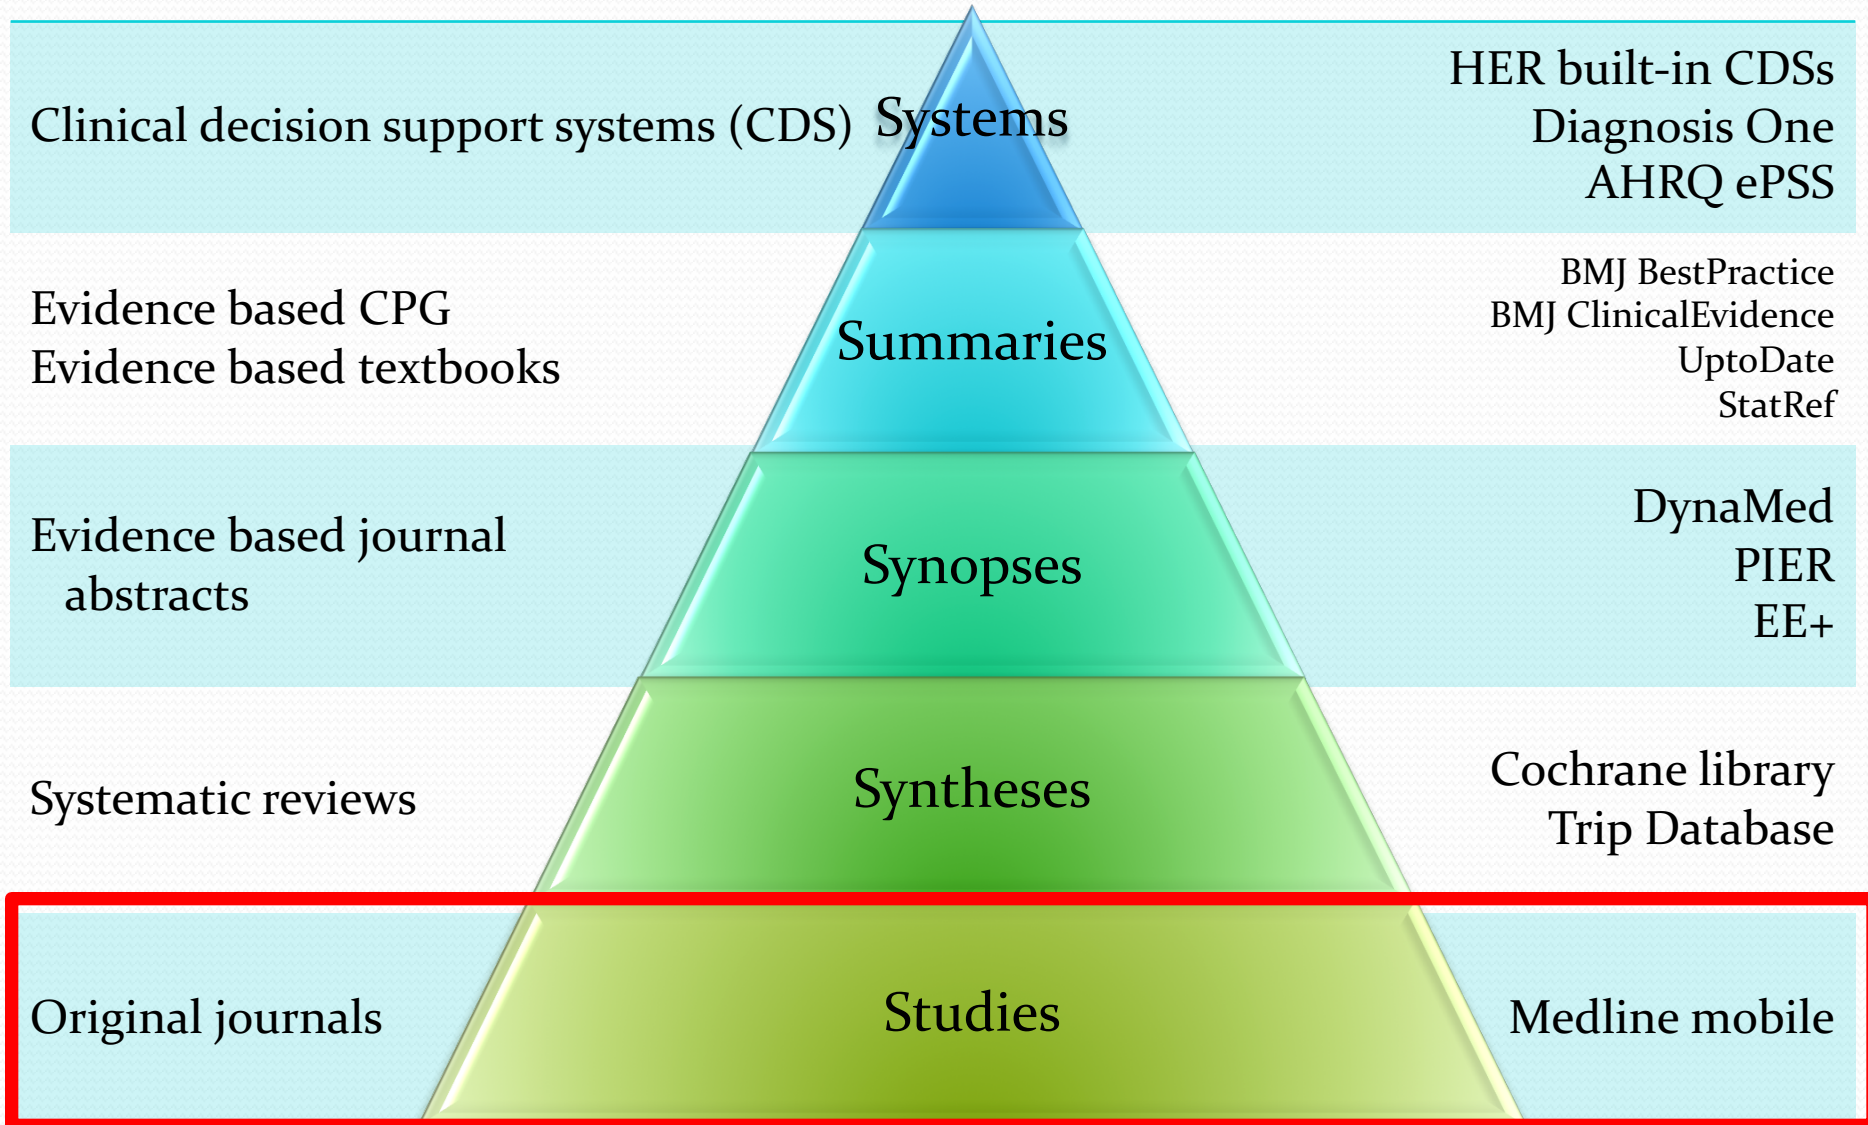 Clinical decision support systems (CDS)
Systems
HER built-in CDSs
Diagnosis One
AHRQ ePSS
Evidence based CPG
Evidence based textbooks
Summaries
BMJ BestPractice
BMJ ClinicalEvidence
UptoDate
StatRef
Evidence based journal
abstracts
Synopses
DynaMed
PIER
EE+
Systematic reviews
Syntheses
Cochrane library
Trip Database
Original journals
Studies
Medline mobile